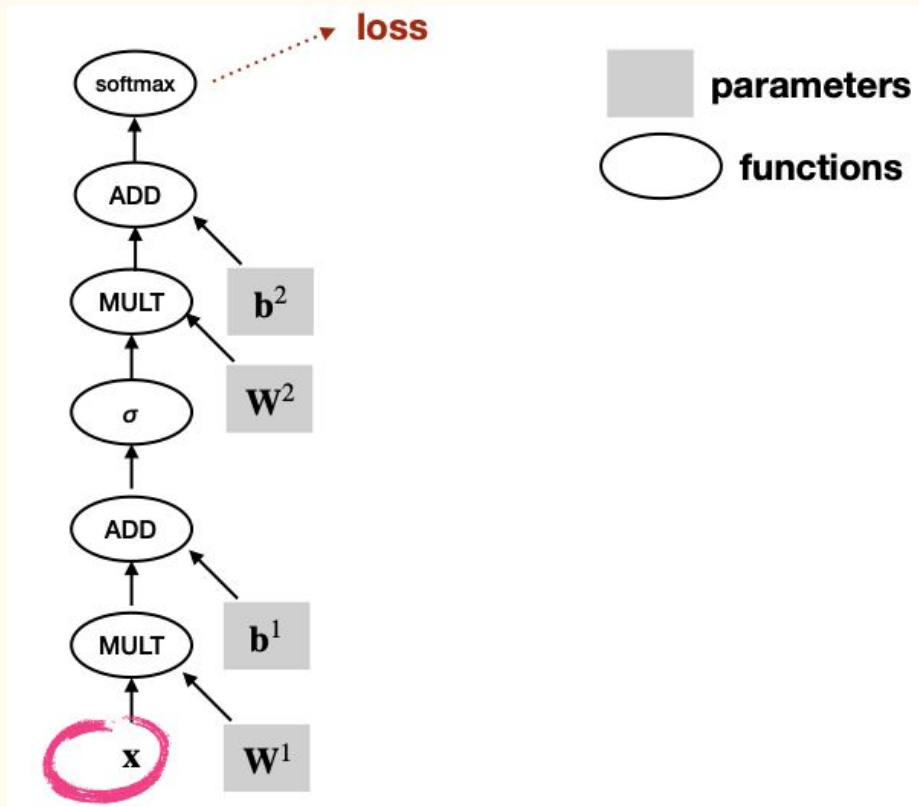 loss
softmax
parameters
functions
ADD
b²
MULT
W²
σ
ADD
b¹
MULT
W¹
x